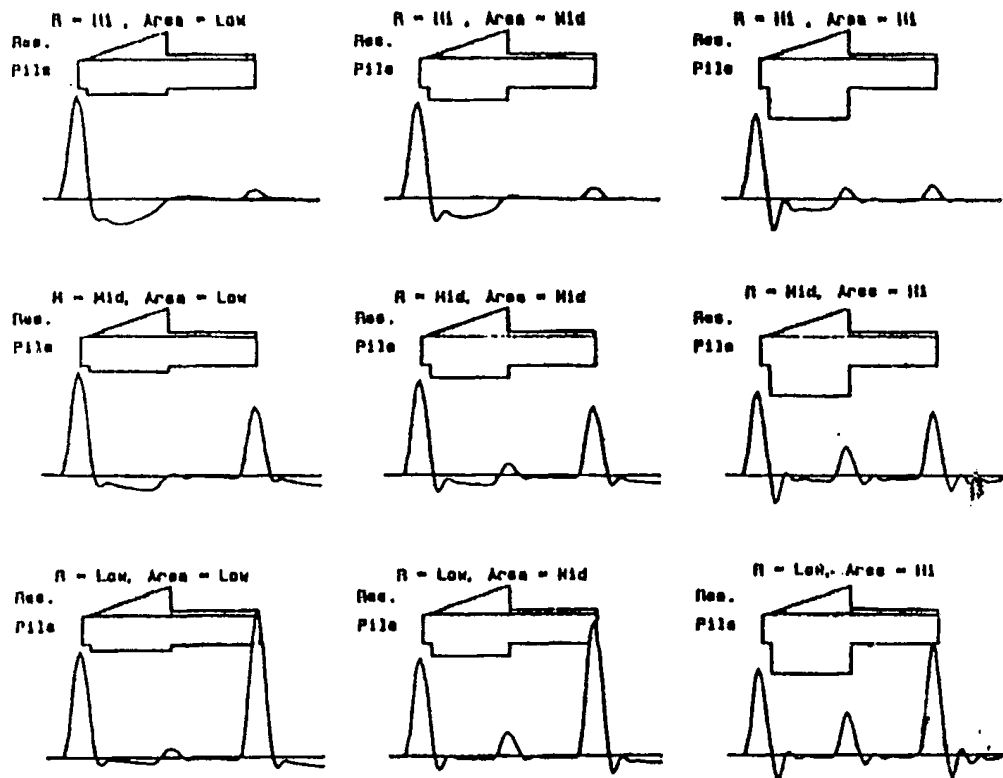 R = Hi , Area = Low
Res.
Pile
R = Hi , Area = Mid
Res.
Pile
R = Hi , Area = Hi
Res.
Pile
R = Mid, Area = Low
Res.
Pile
R = Mid, Area = Mid
Res.
Pile
R = Mid, Area = Hi
Res.
Pile
R = Low, Area = Low
Res.
Pile
R = Low, Area = Mid
Res.
Pile
R = Low, Area = Hi
Res.
Pile